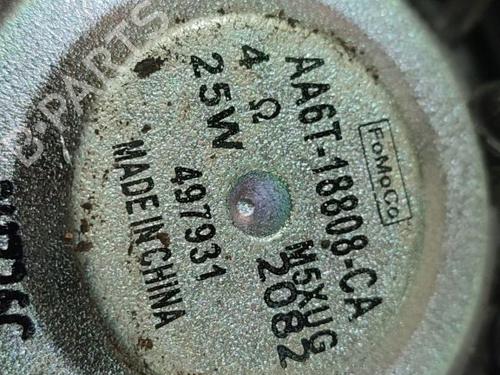 FoMoCo
AA6T-18808-CA
4 Ω M5XUG
25W 2082
497931
MADE IN CHINA
B-PARTS